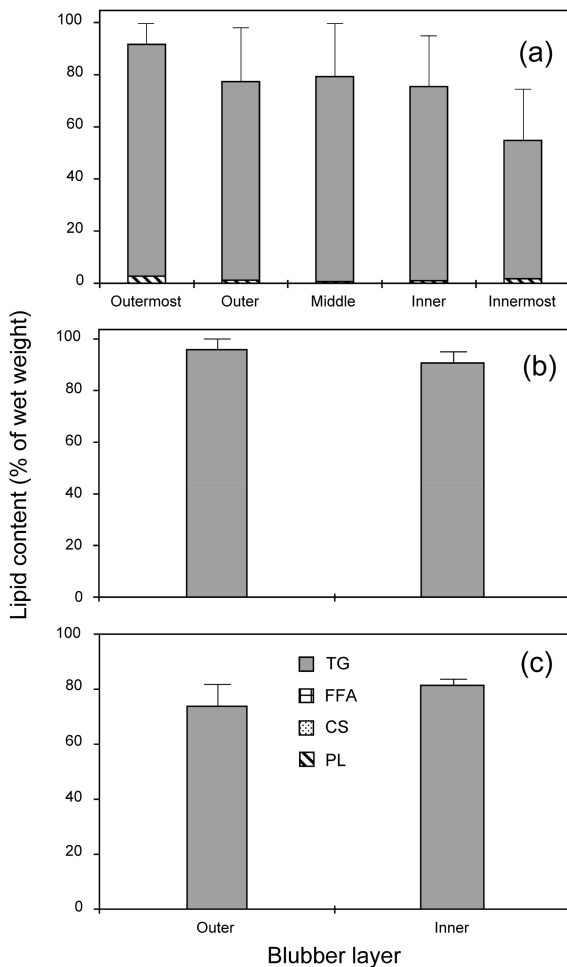 100
80
60
40
20
0
(a)
Outermost Outer Middle Inner Innermost
Lipid content (% of wet weight)
100
80
60
40
20
0
(b)
100
80
60
40
20
0
(c)
TG
FFA
CS
PL
Outer Inner
Blubber layer